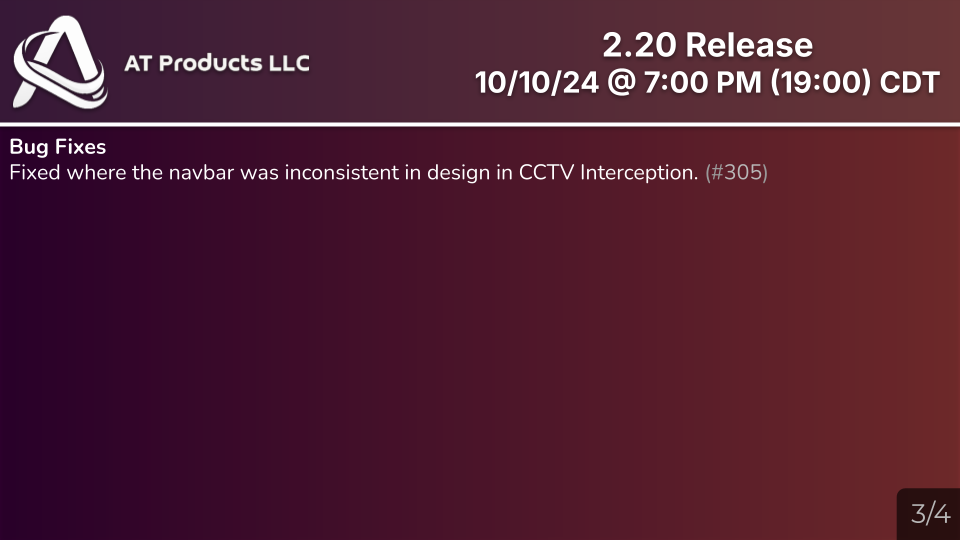 AT Products LLC
2.20 Release
10/10/24 @ 7:00 PM (19:00) CDT
Bug Fixes
Fixed where the navbar was inconsistent in design in CCTV Interception. (#305)
3/4